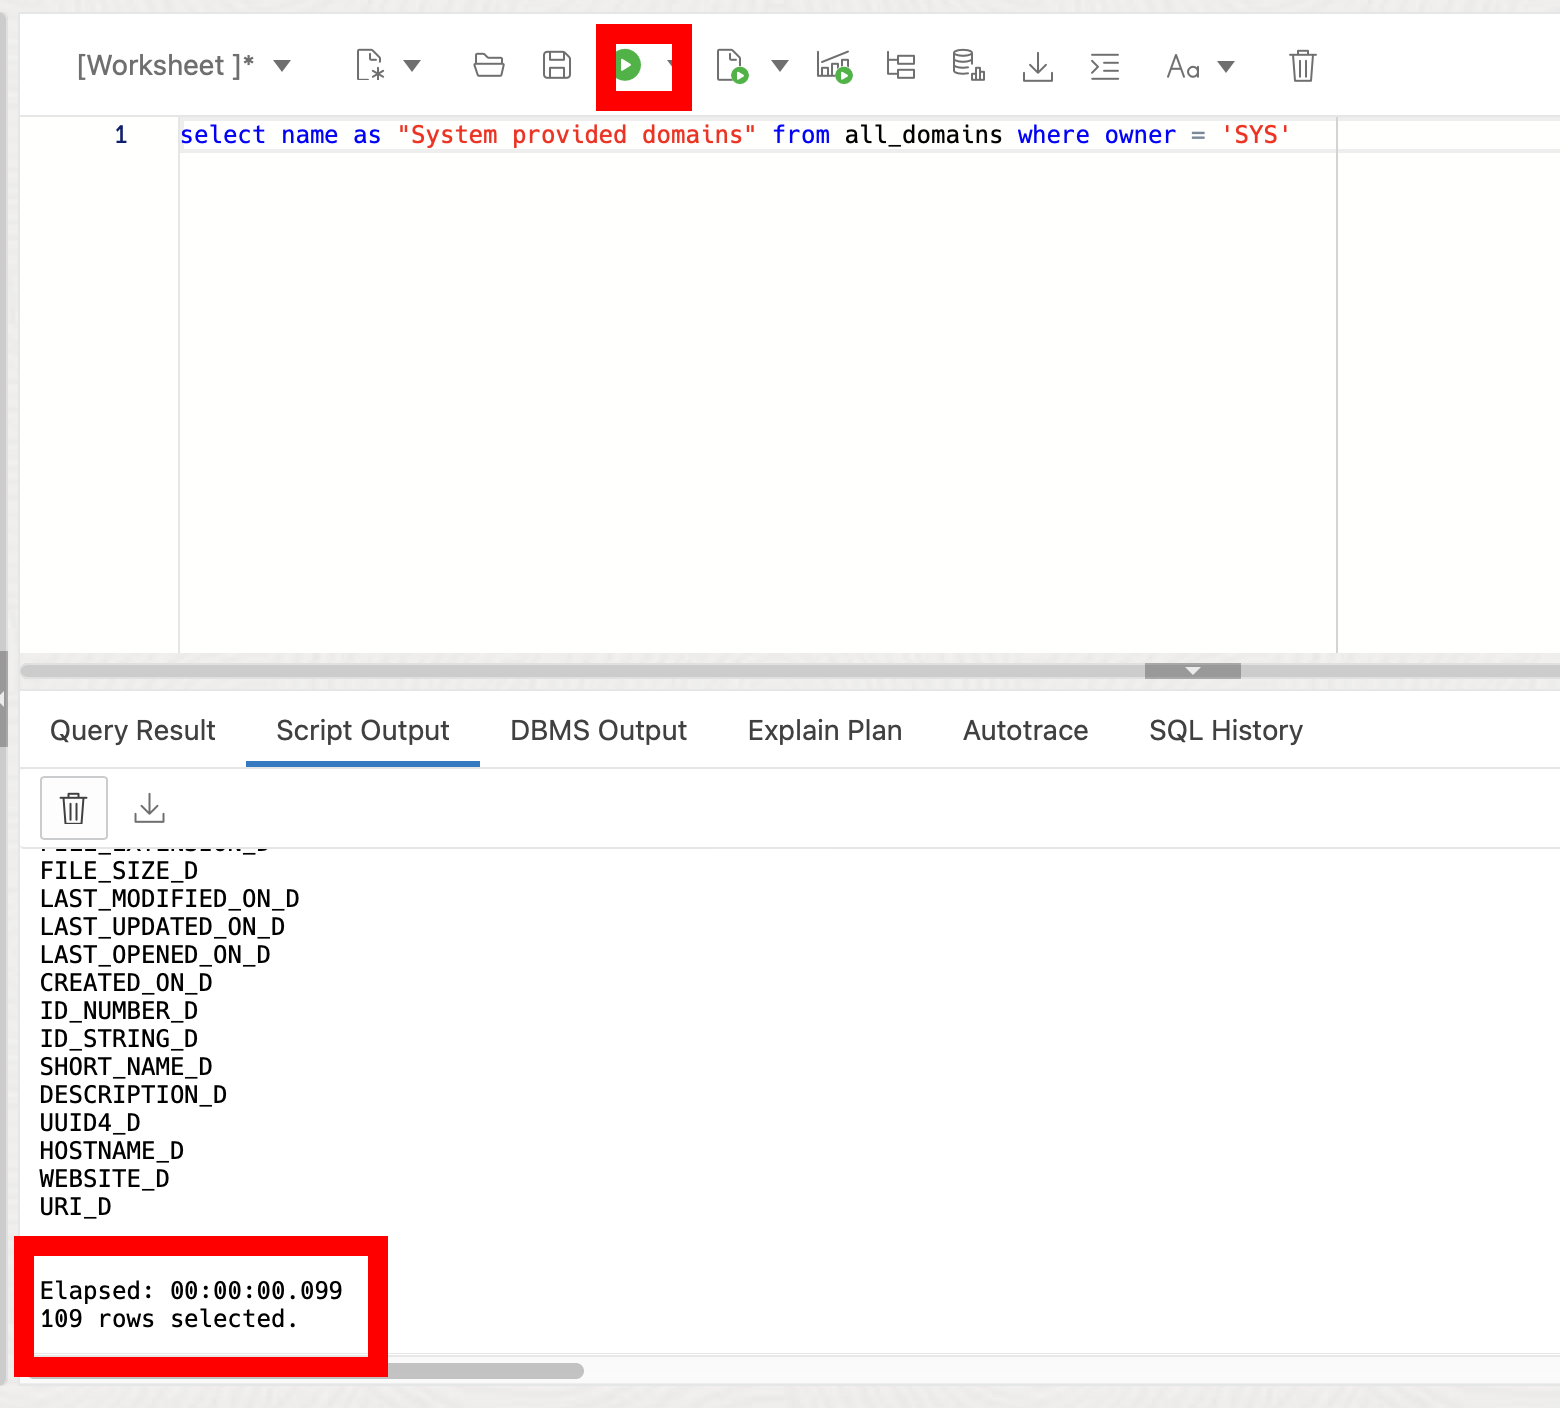 [Worksheet ]*
Aa
1 select name as "System provided domains" from all_domains where owner = 'SYS'
Query Result Script Output DBMS Output Explain Plan Autotrace SQL History
FILE_SIZE_D
LAST_MODIFIED_ON_D
LAST_UPDATED_ON_D
LAST_OPENED_ON_D
CREATED_ON_D
ID_NUMBER_D
ID_STRING_D
SHORT_NAME_D
DESCRIPTION_D
UUID4_D
HOSTNAME_D
WEBSITE_D
URI_D
Elapsed: 00:00:00.099
109 rows selected.